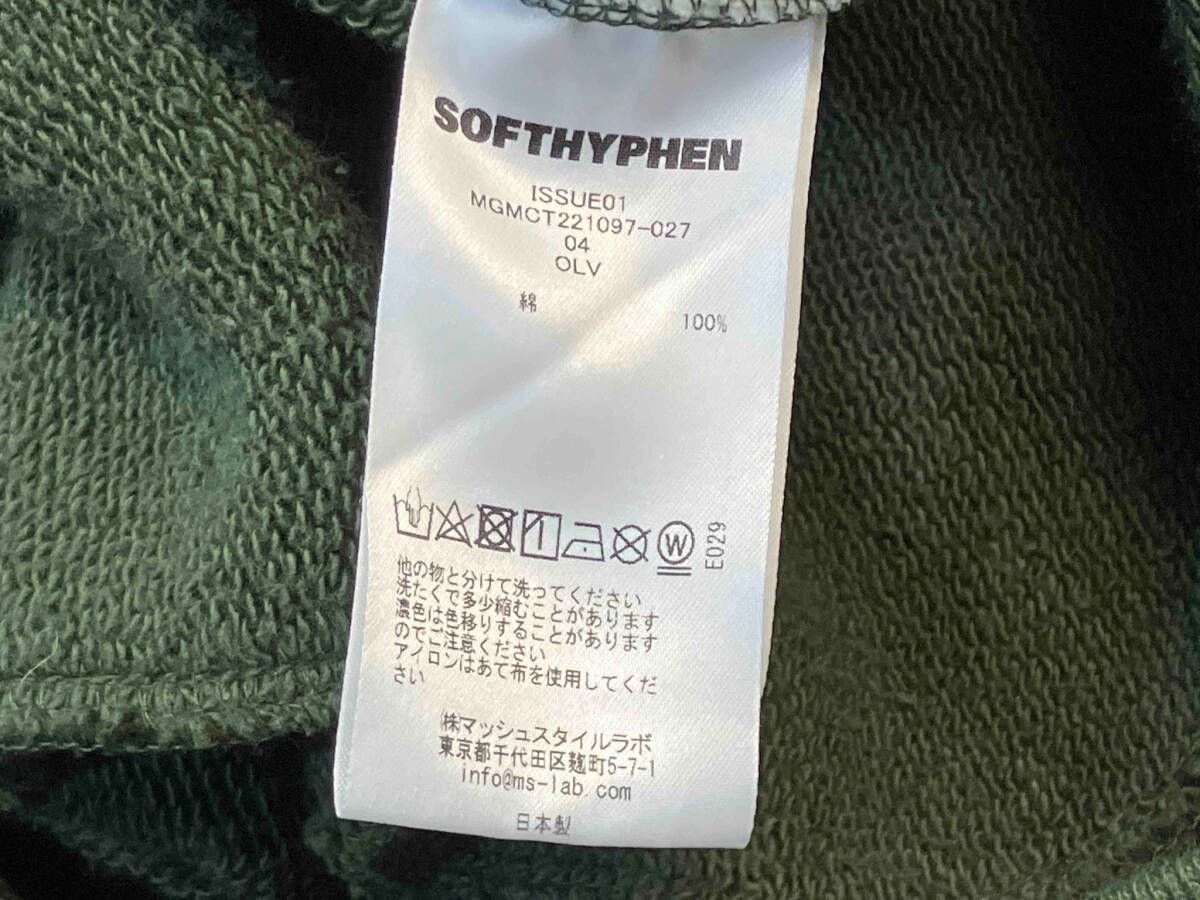 SOFTHYPHEN
ISSUE01
MGMCT221097-027
04
OLV
綿 100%
W
E029
他の物と分けて洗ってください
洗たくで多少縮むことがあります
濃色は色移りすることがあります
のでご注意ください
アイロンはあて布を使用してくだ
さい
㈱マッシュスタイルラボ
東京都千代田区麹町5-7-1
info@ms-lab.com
日本製